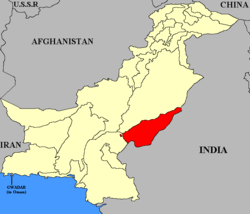 U.S.S.R
CHINA
AFGHANISTAN
IRAN
INDIA
GWADAR
(to Oman)